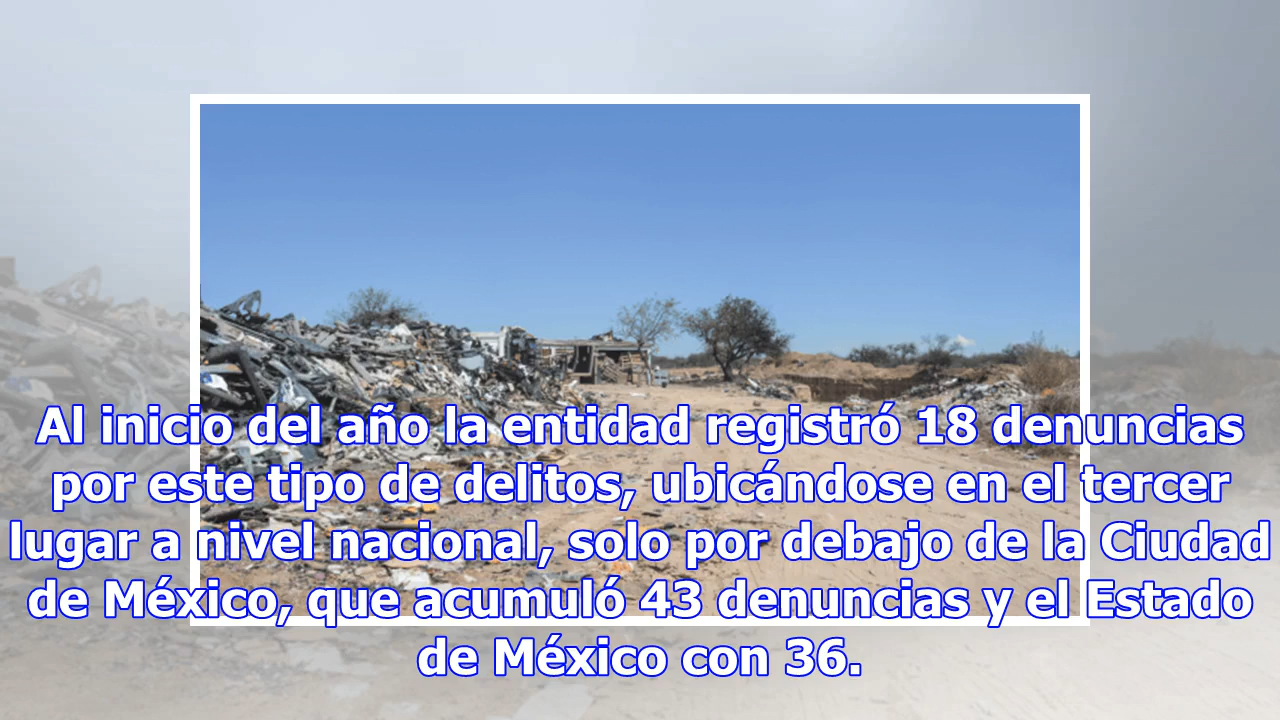 Al inicio del año la entidad registró 18 denuncias
por este tipo de delitos, ubicándose en el tercer
lugar a nivel nacional, solo por debajo de la Ciudad
de México, que acumuló 43 denuncias y el Estado
de México con 36.